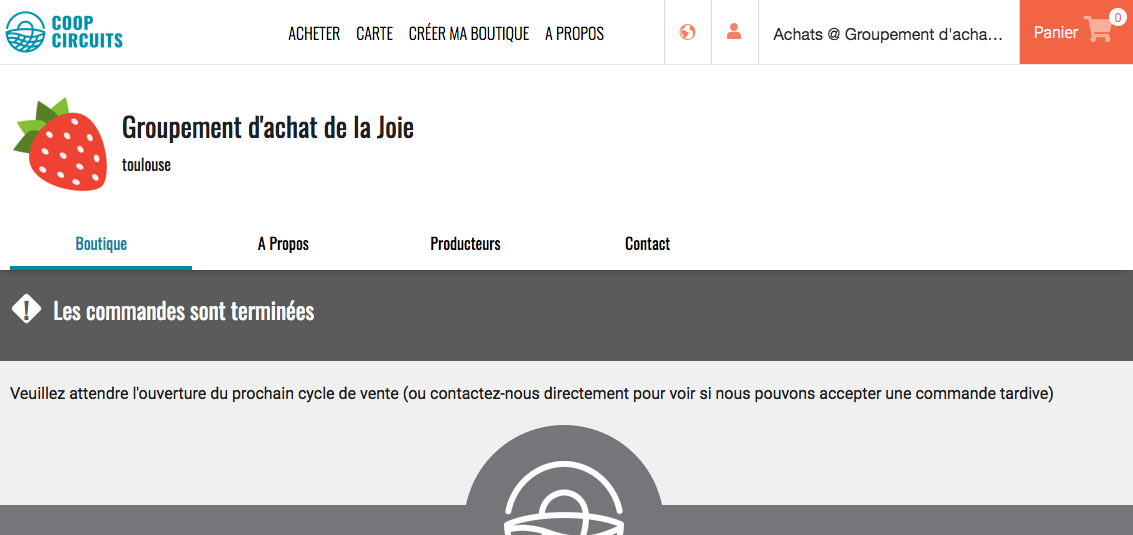 COOP
CIRCUITS
ACHETER CARTE CRÉER MA BOUTIQUE A PROPOS
Achats @ Groupement d'acha...
Panier 0
Groupement d'achat de la Joie
toulouse
Boutique A Propos Producteurs Contact
Les commandes sont terminées
Veuillez attendre l'ouverture du prochain cycle de vente (ou contactez-nous directement pour voir si nous pouvons accepter une commande tardive)